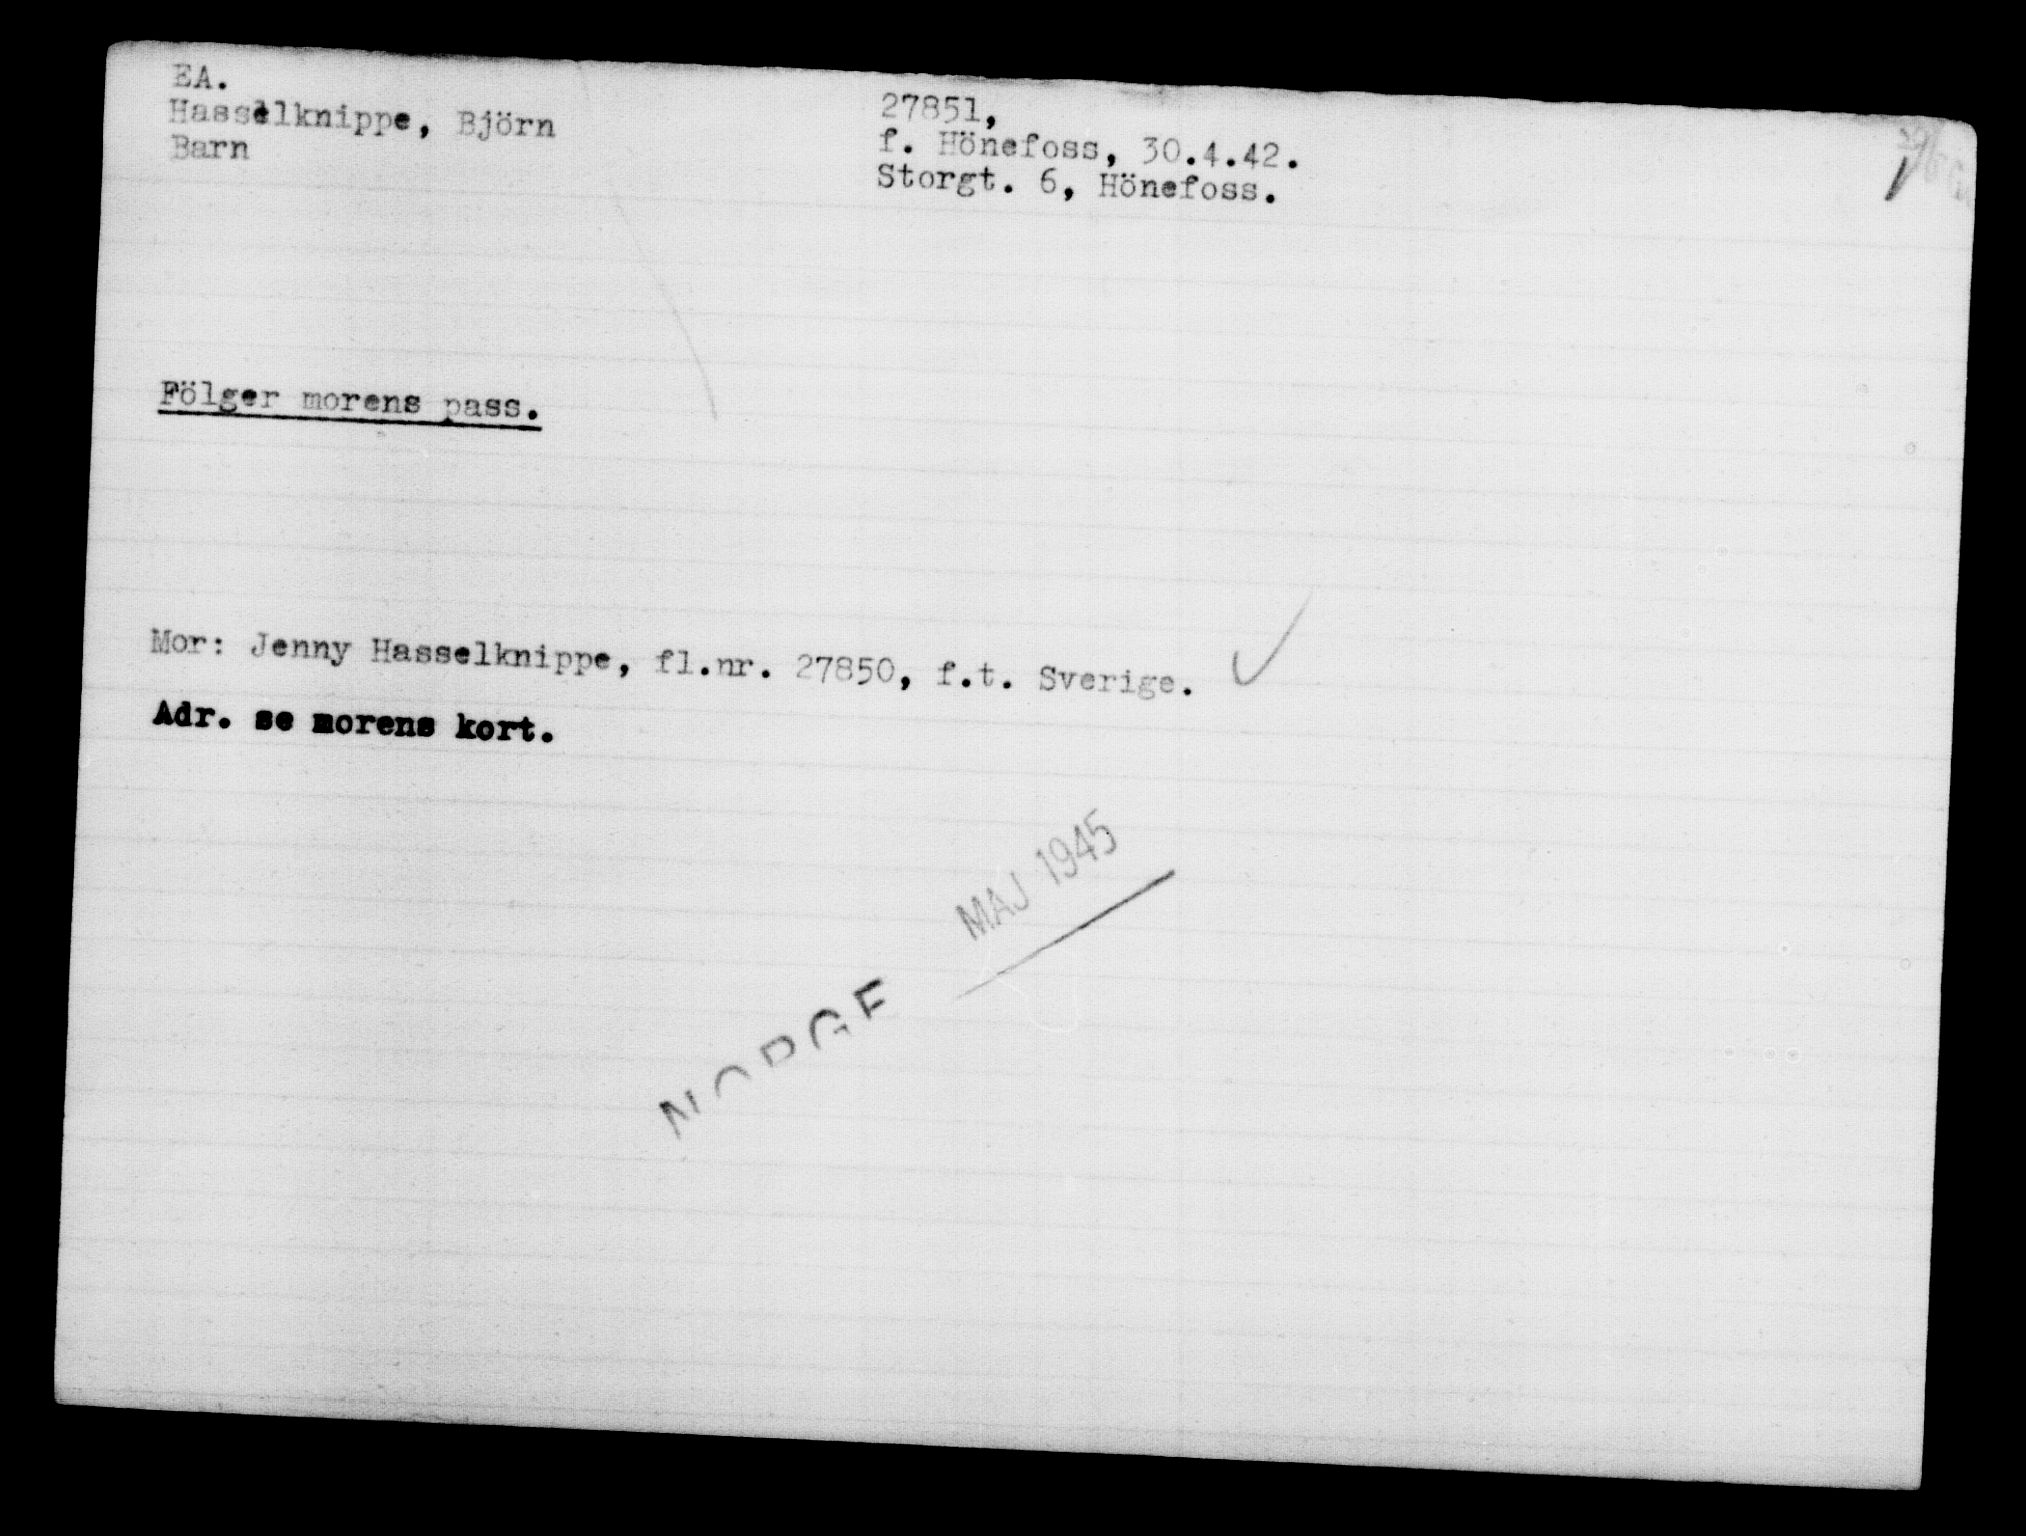 EA.
Hasselknippe, Björn
Barn
27851,
f. Hönefoss, 30.4.42.
Storgt. 6, Hönefoss.
Fölger morens pass.
Mor: Jenny Hasselknippe, fl.nr. 27850, f.t. Sverige.
Adr. se morens kort.
MAJ 1945
NORGE